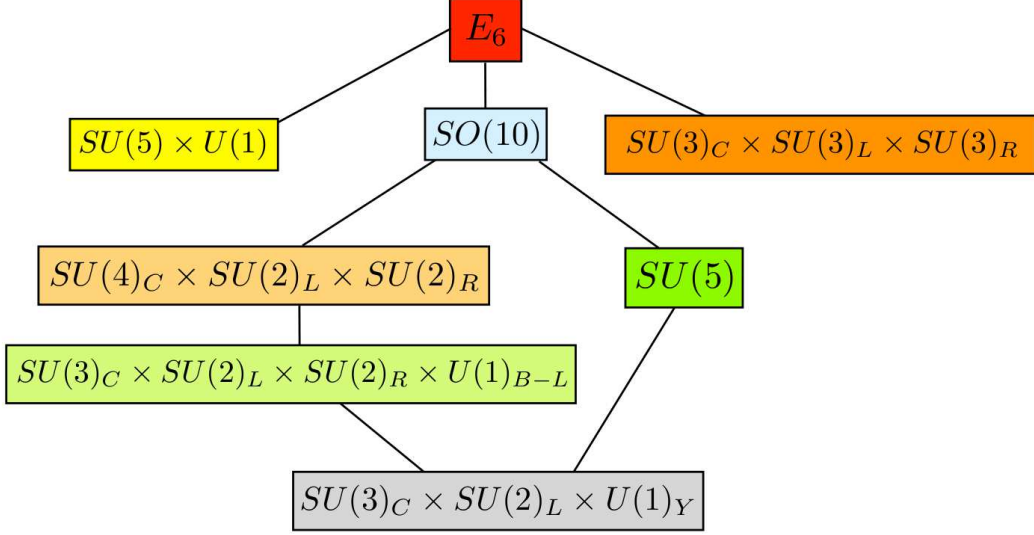 E₆
SU(5) × U(1)
SO(10)
SU(3)_C × SU(3)_L × SU(3)_R
SU(4)_C × SU(2)_L × SU(2)_R
SU(5)
SU(3)_C × SU(2)_L × SU(2)_R × U(1)_{B−L}
SU(3)_C × SU(2)_L × U(1)_Y